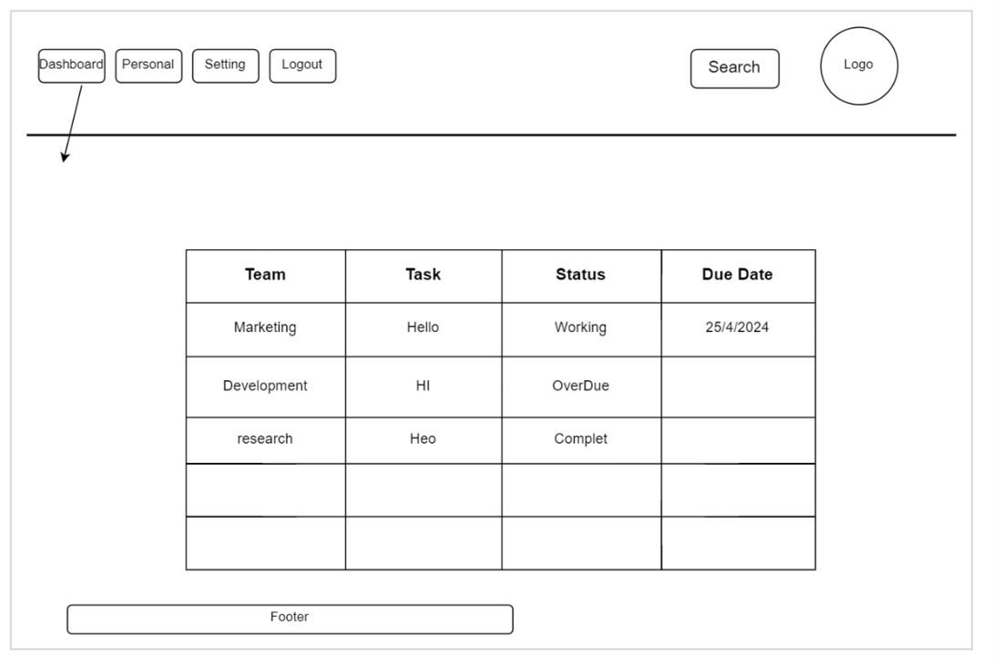 Dashboard Personal Setting Logout Search Logo
Team Task Status Due Date
Marketing Hello Working 25/4/2024
Development HI OverDue
research Heo Complet
Footer